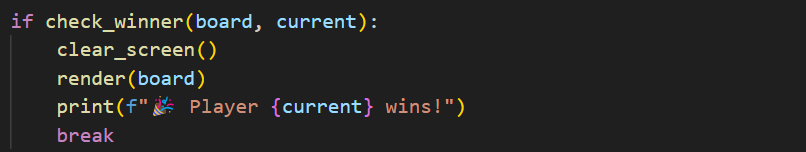 if check_winner(board, current):
    clear_screen()
    render(board)
    print(f"🎉 Player {current} wins!")
    break